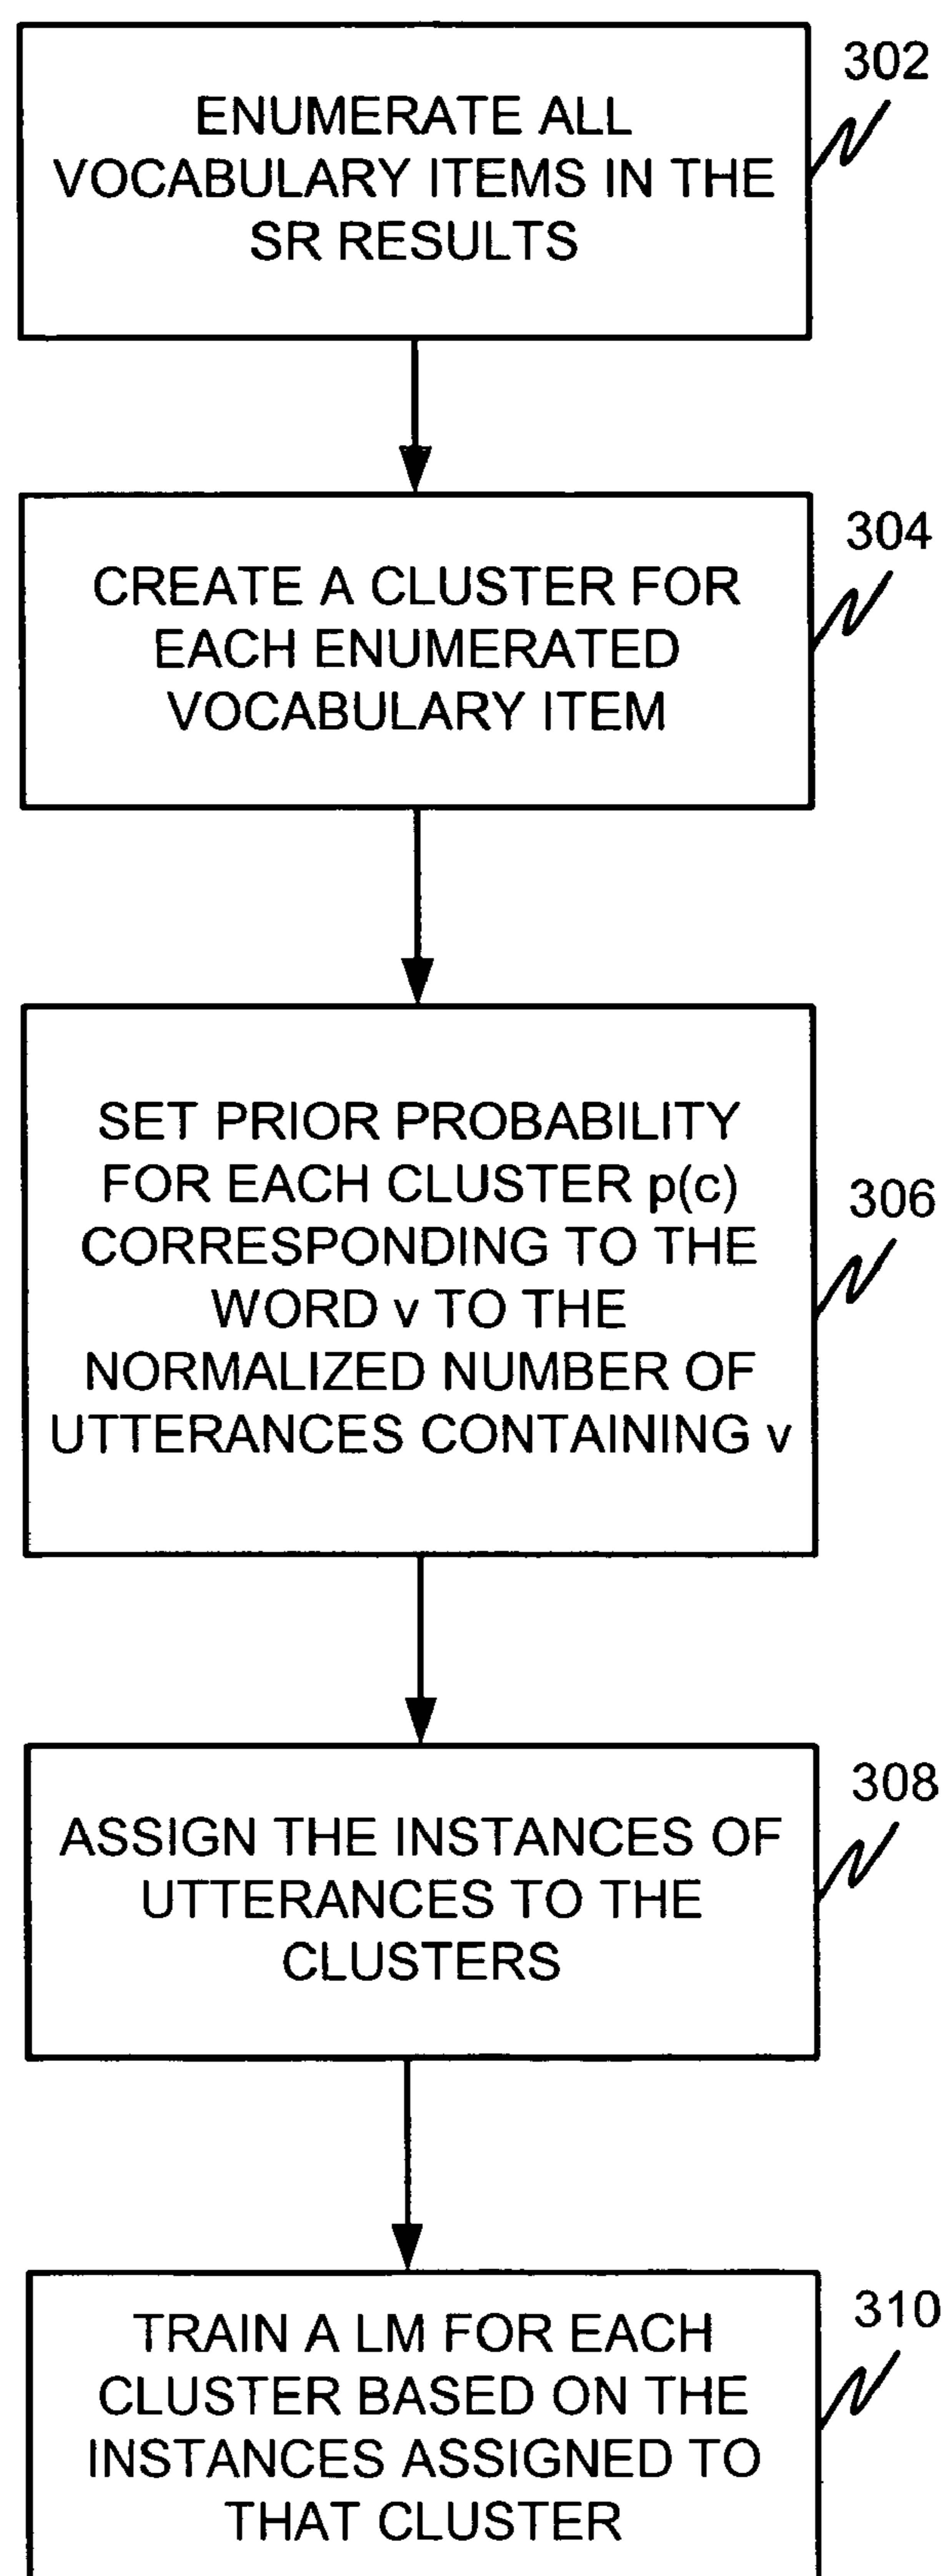 302
ENUMERATE ALL
VOCABULARY ITEMS IN THE
SR RESULTS
304
CREATE A CLUSTER FOR
EACH ENUMERATED
VOCABULARY ITEM
306
SET PRIOR PROBABILITY
FOR EACH CLUSTER p(c)
CORRESPONDING TO THE
WORD v TO THE
NORMALIZED NUMBER OF
UTTERANCES CONTAINING v
308
ASSIGN THE INSTANCES OF
UTTERANCES TO THE
CLUSTERS
310
TRAIN A LM FOR EACH
CLUSTER BASED ON THE
INSTANCES ASSIGNED TO
THAT CLUSTER